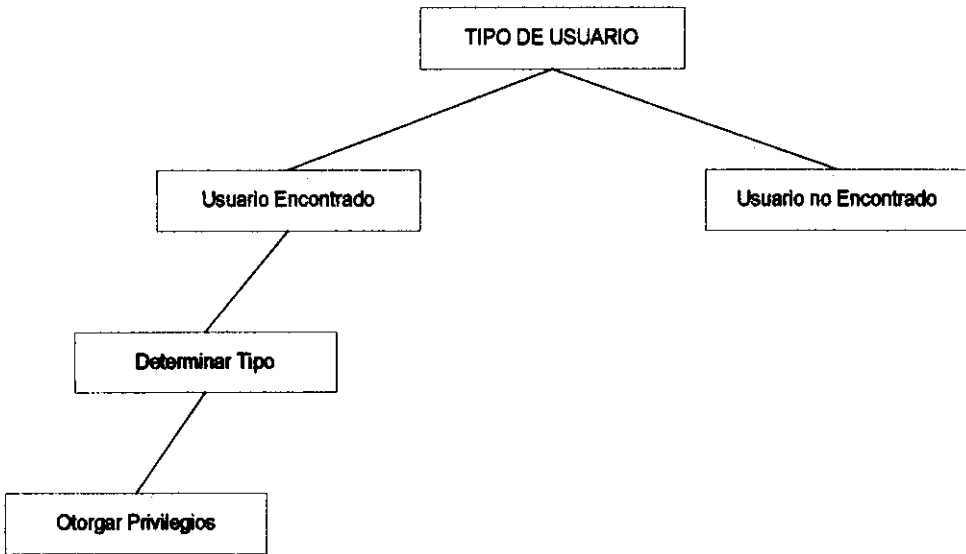 TIPO DE USUARIO
Usuario Encontrado
Usuario no Encontrado
Determinar Tipo
Otorgar Privilegios